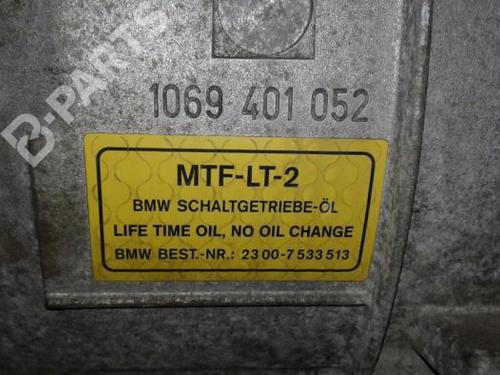 B-PARTS
1069 401 052
MTF-LT-2
BMW SCHALTGETRIEBE-ÖL
LIFE TIME OIL, NO OIL CHANGE
BMW BEST.-NR.: 23 00-7 533 513